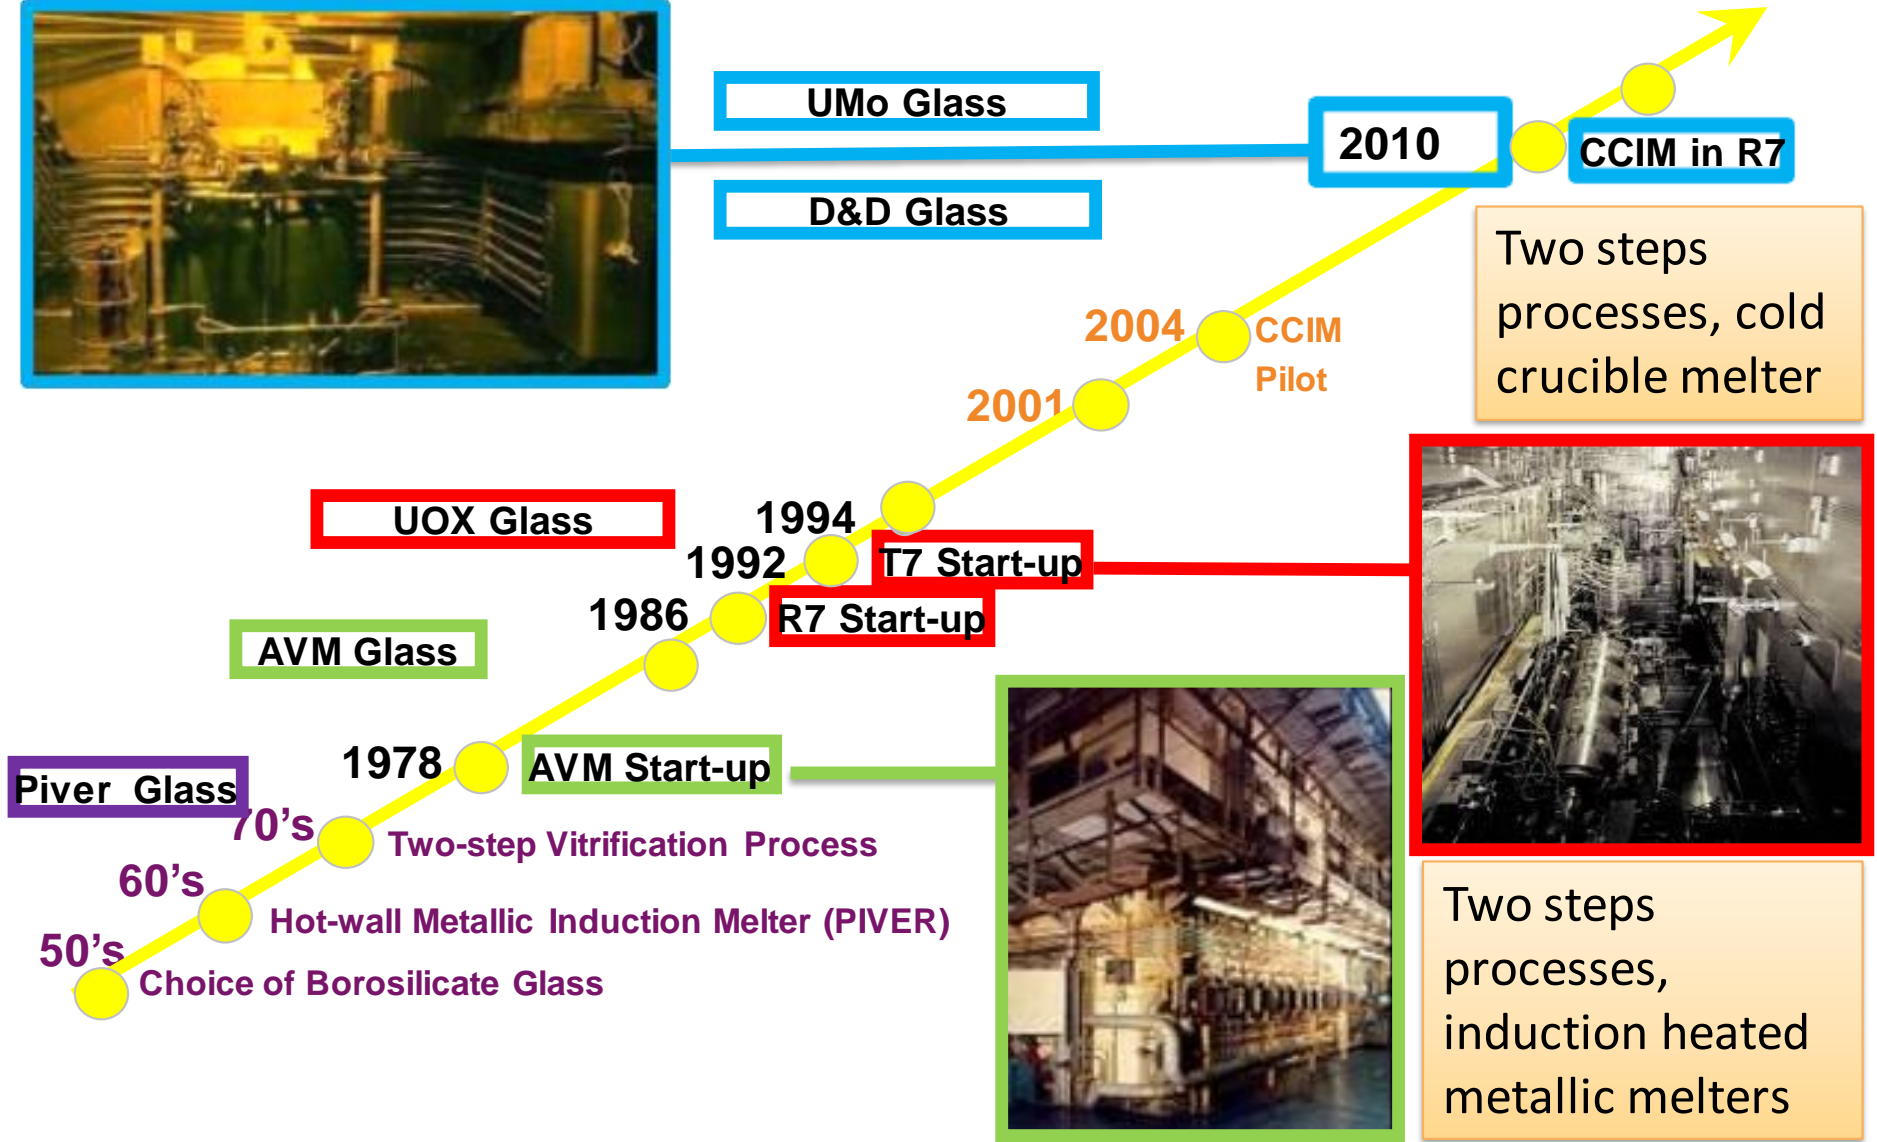 UMo Glass
D&D Glass
2010
CCIM in R7
Two steps
processes, cold
crucible melter
2004
CCIM
Pilot
2001
UOX Glass
1994
T7 Start-up
1992
R7 Start-up
1986
AVM Glass
1978
AVM Start-up
Piver Glass
70's
Two-step Vitrification Process
60's
Hot-wall Metallic Induction Melter (PIVER)
50's
Choice of Borosilicate Glass
Two steps
processes,
induction heated
metallic melters